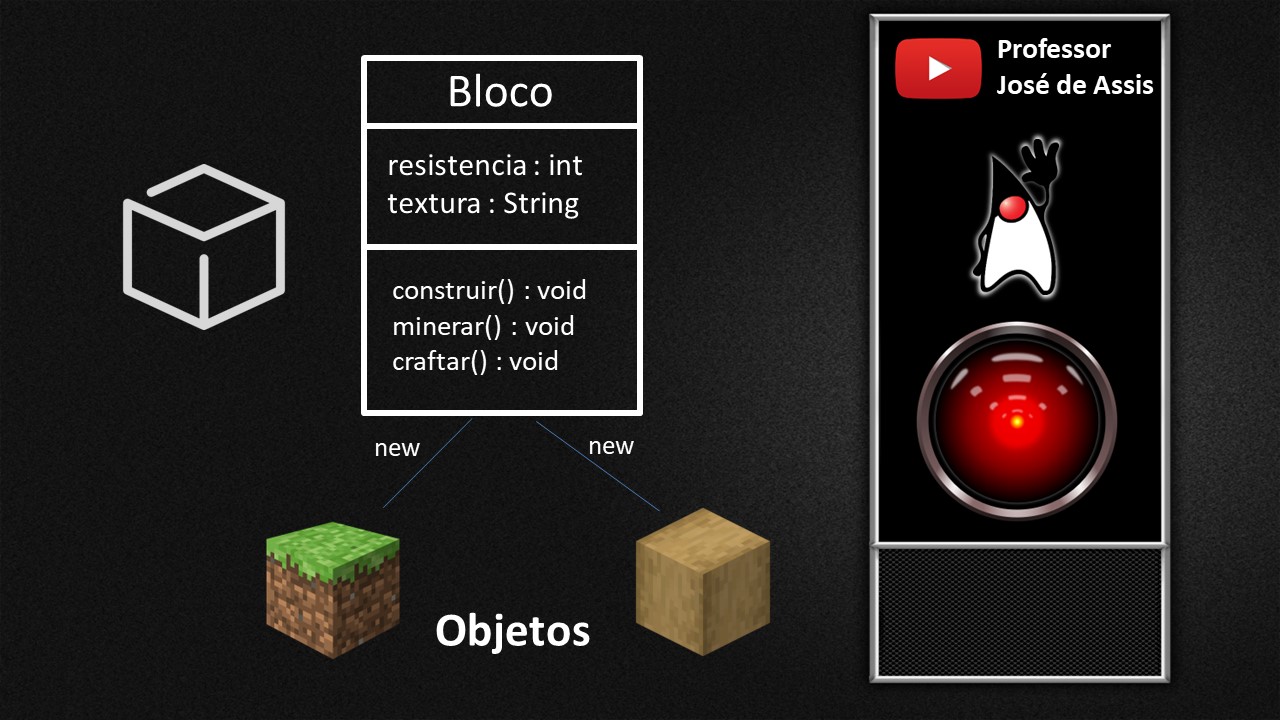 Bloco
resistencia : int
textura : String
construir() : void
minerar() : void
craftar() : void
new
new
Objetos
Professor
José de Assis